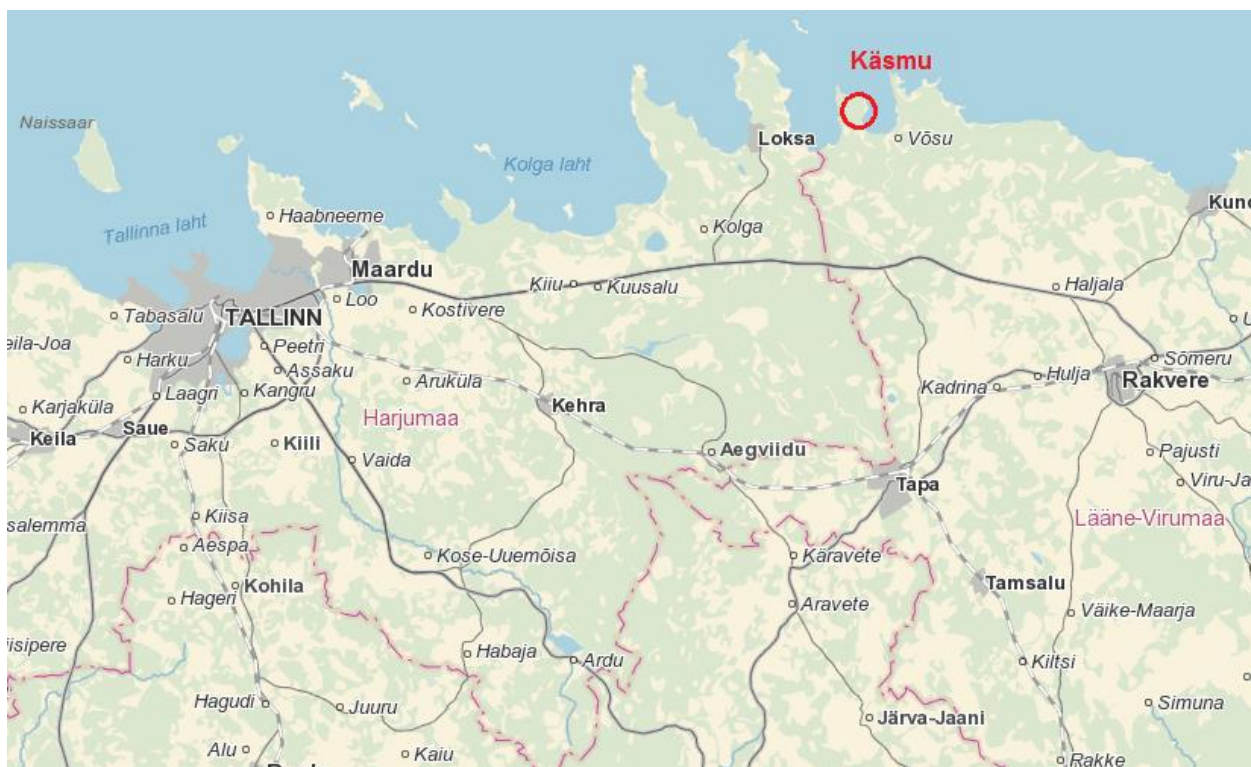 Käsmu
Naissaar
Loksa
Võsu
Kolga laht
Haabneeme
Tallinna laht
Kolga
Maardu
Loo
Kiiu
Kuusalu
Haljala
Kostivere
Tabasalu
TALLINN
Peetri
Harku
Assaku
Sõmeru
Laagri
Kangru
Aruküla
Kadrina
Hulja
Rakvere
Karjaküla
Kehra
Harjumaa
Keila
Saue
Saku
Kiili
Vaida
Aegviidu
Pajusti
Tapa
Kiisa
Lääne-Virumaa
Aespa
Kose-Uuemõisa
Käravete
Kohila
Hageri
Aravete
Tamsalu
Väike-Maarja
Habaja
Ardu
Kiltsi
Hagudi
Juuru
Järva-Jaani
Simuna
Alu
Kaiu
Rakke